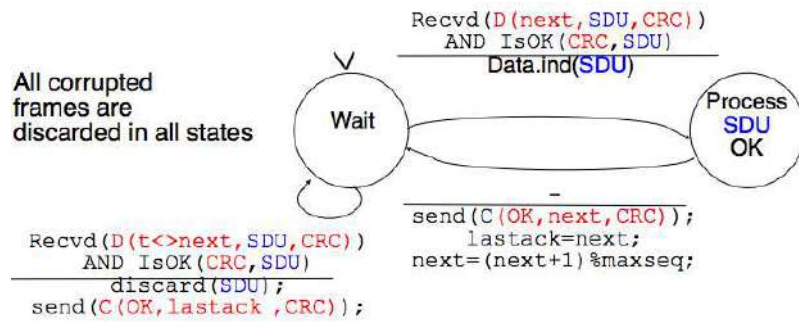 Recvd(D(next,SDU,CRC))
AND IsOK(CRC,SDU)
Data.ind(SDU)
All corrupted
frames are
discarded in all states
Wait
Process
SDU
OK
-
send(C(OK,next,CRC));
lastack=next;
next=(next+1)%maxseq;
Recvd(D(t<>next,SDU,CRC))
AND IsOK(CRC,SDU)
discard(SDU);
send(C(OK,lastack ,CRC));